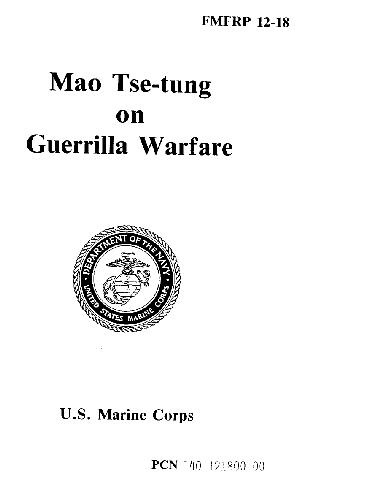 FMFRP 12-18
Mao Tse-tung
on
Guerrilla Warfare
DEPARTMENT OF THE NAVY
UNITED STATES MARINE CORPS
U.S. Marine Corps
PCN 140 121800 00